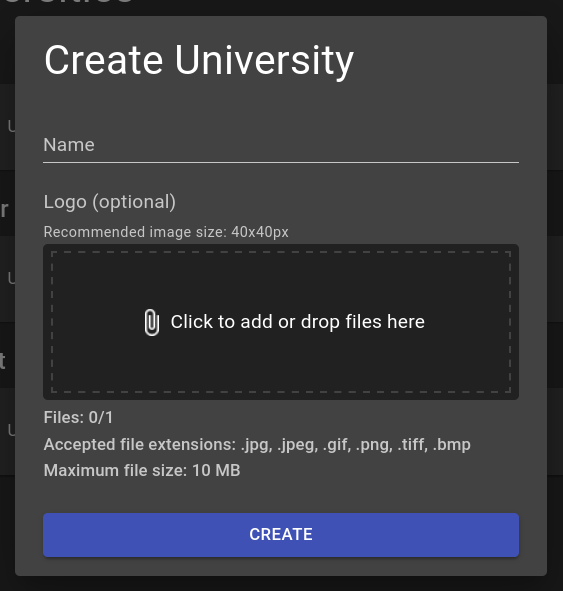 Create University
Name
Logo (optional)
Recommended image size: 40x40px
Click to add or drop files here
Files: 0/1
Accepted file extensions: .jpg, .jpeg, .gif, .png, .tiff, .bmp
Maximum file size: 10 MB
CREATE